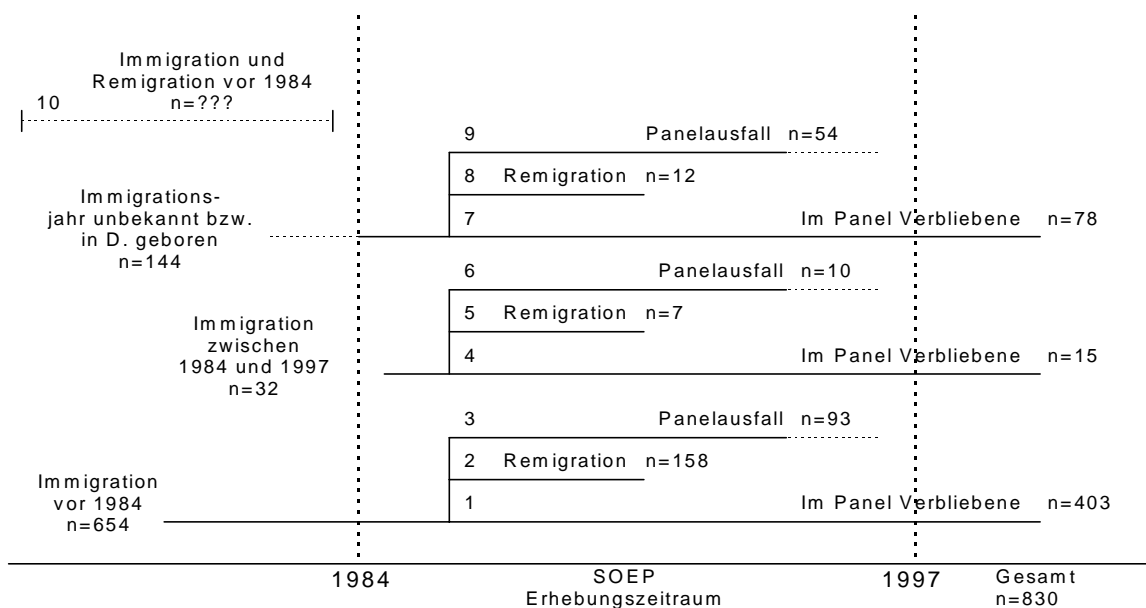 Immigration und
Remigration vor 1984
10 n=???
9 Panelausfall n=54
8 Remigration n=12
Immigrations-
jahr unbekannt bzw.
in D. geboren
n=144
7 Im Panel Verbliebene n=78
6 Panelausfall n=10
5 Remigration n=7
Immigration
zwischen
1984 und 1997
n=32
4 Im Panel Verbliebene n=15
3 Panelausfall n=93
2 Remigration n=158
Immigration
vor 1984
n=654
1 Im Panel Verbliebene n=403
1984 SOEP 1997 Gesamt
Erhebungszeitraum n=830